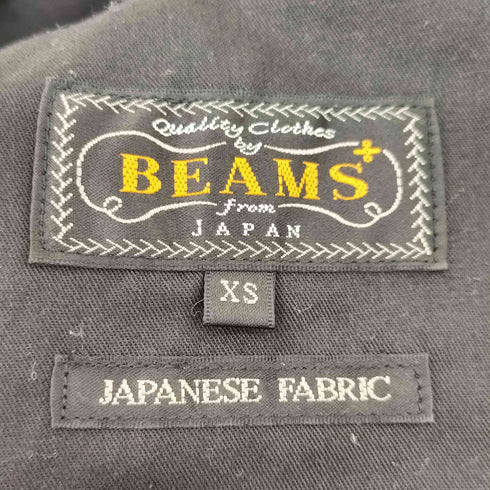 Quality Clothes
by
BEAMS+
from
JAPAN
XS
JAPANESE FABRIC